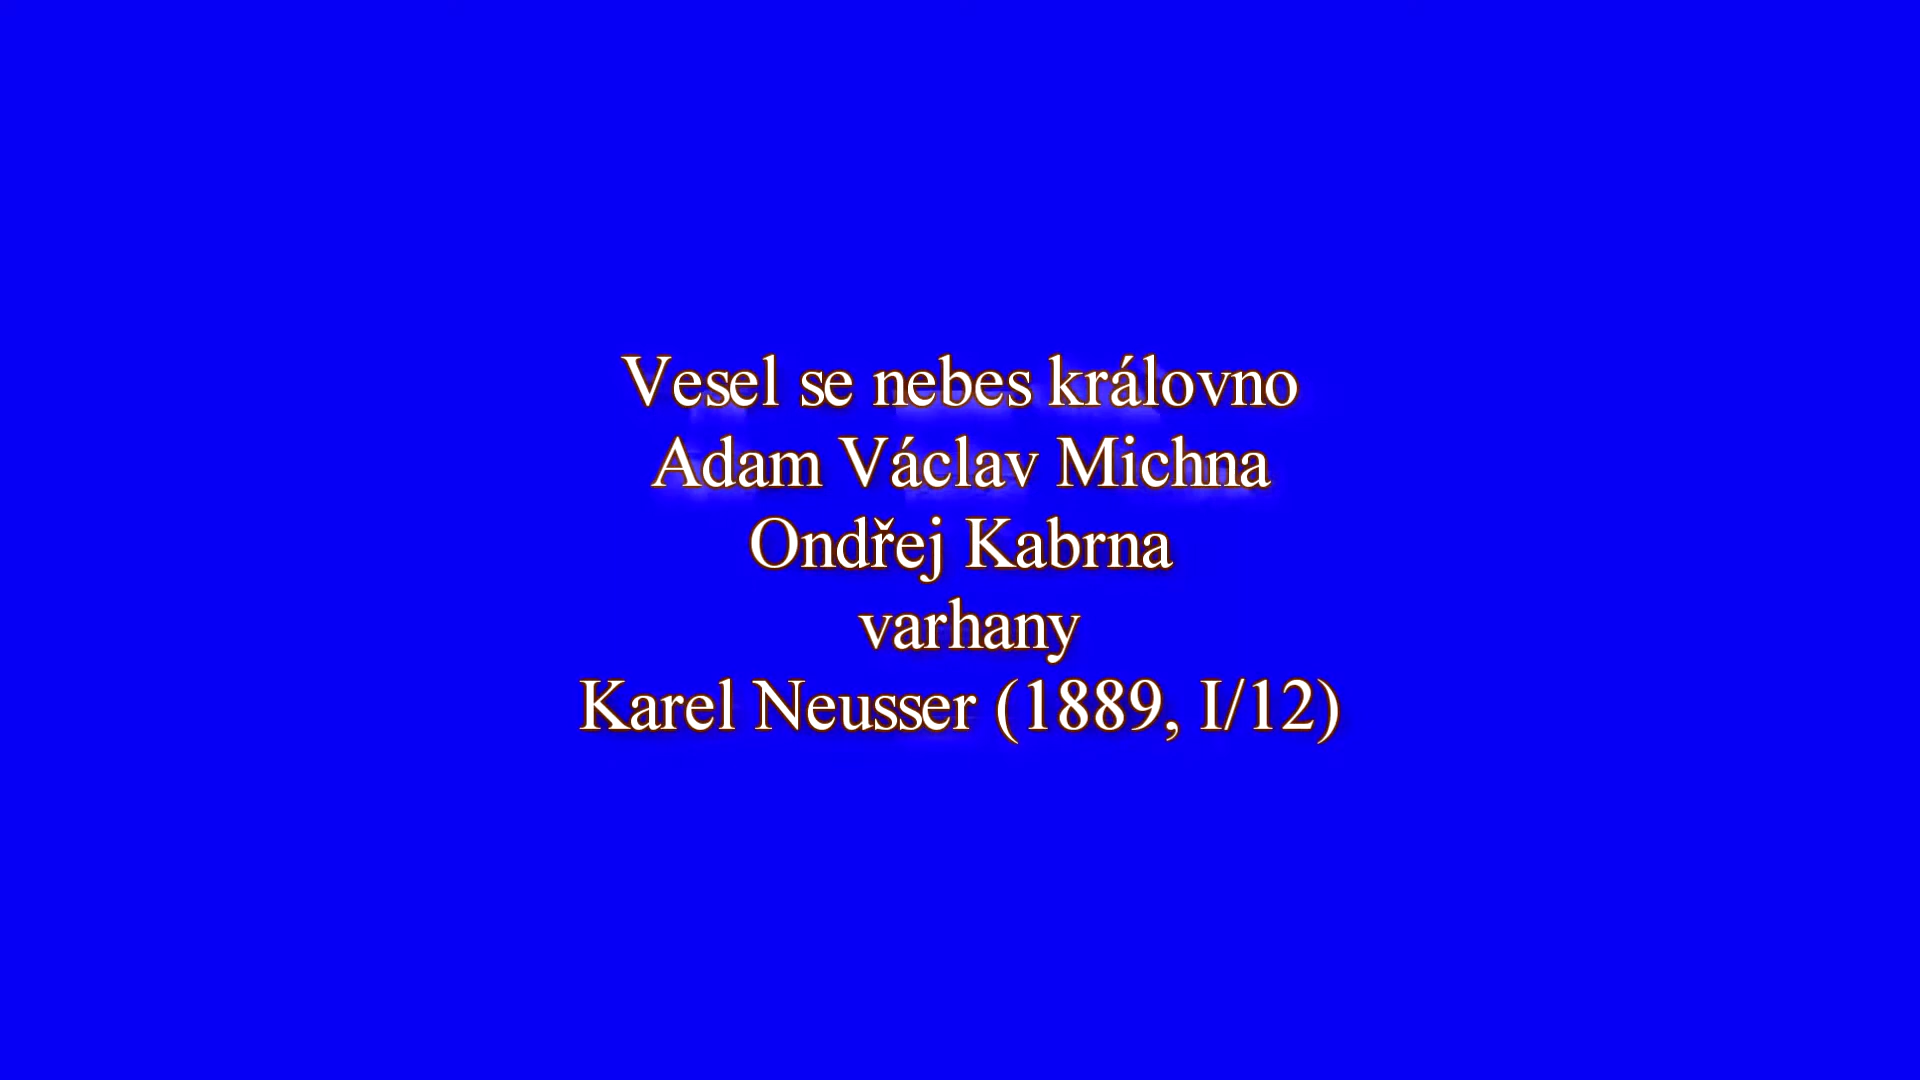 Vesel se nebes královno
Adam Václav Michna
Ondřej Kabrna
varhany
Karel Neusser (1889, I/12)